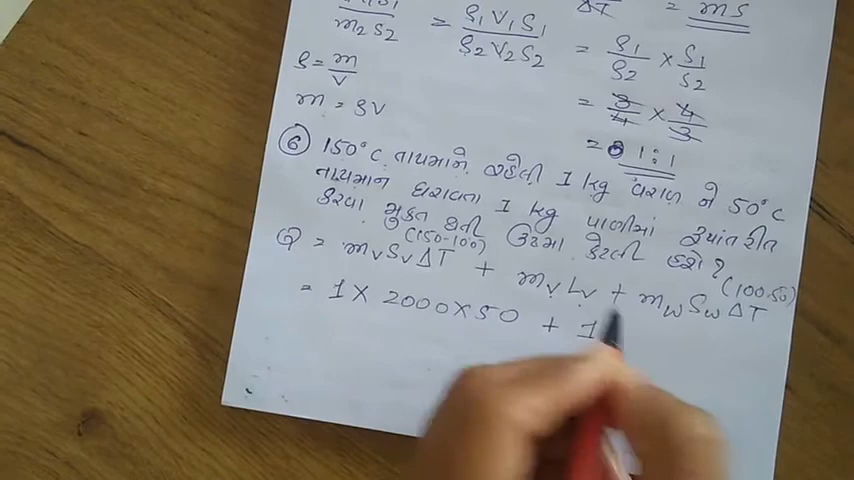 m₂s₂ = ρ₁V₁S₁ / ρ₂V₂S₂ = ρ₁/ρ₂ × S₁/S₂
ΔT = ms
ρ = m/V
m = ρV
= 3/4 × 4/3
= 1:1
⑥ 150°C તાપમાને રહેલી 1 kg વરાળ ને 50°C
તાપમાન ધરાવતા 1 kg પાણીમાં રૂપાંતરીત
કરવા મુક્ત થતી ઉષ્મા કેટલી હશે?
(150-100) (100-50)
Q = mᵥSᵥΔT + mᵥLᵥ + m_wS_wΔT
= 1 × 2000 × 50 + 1